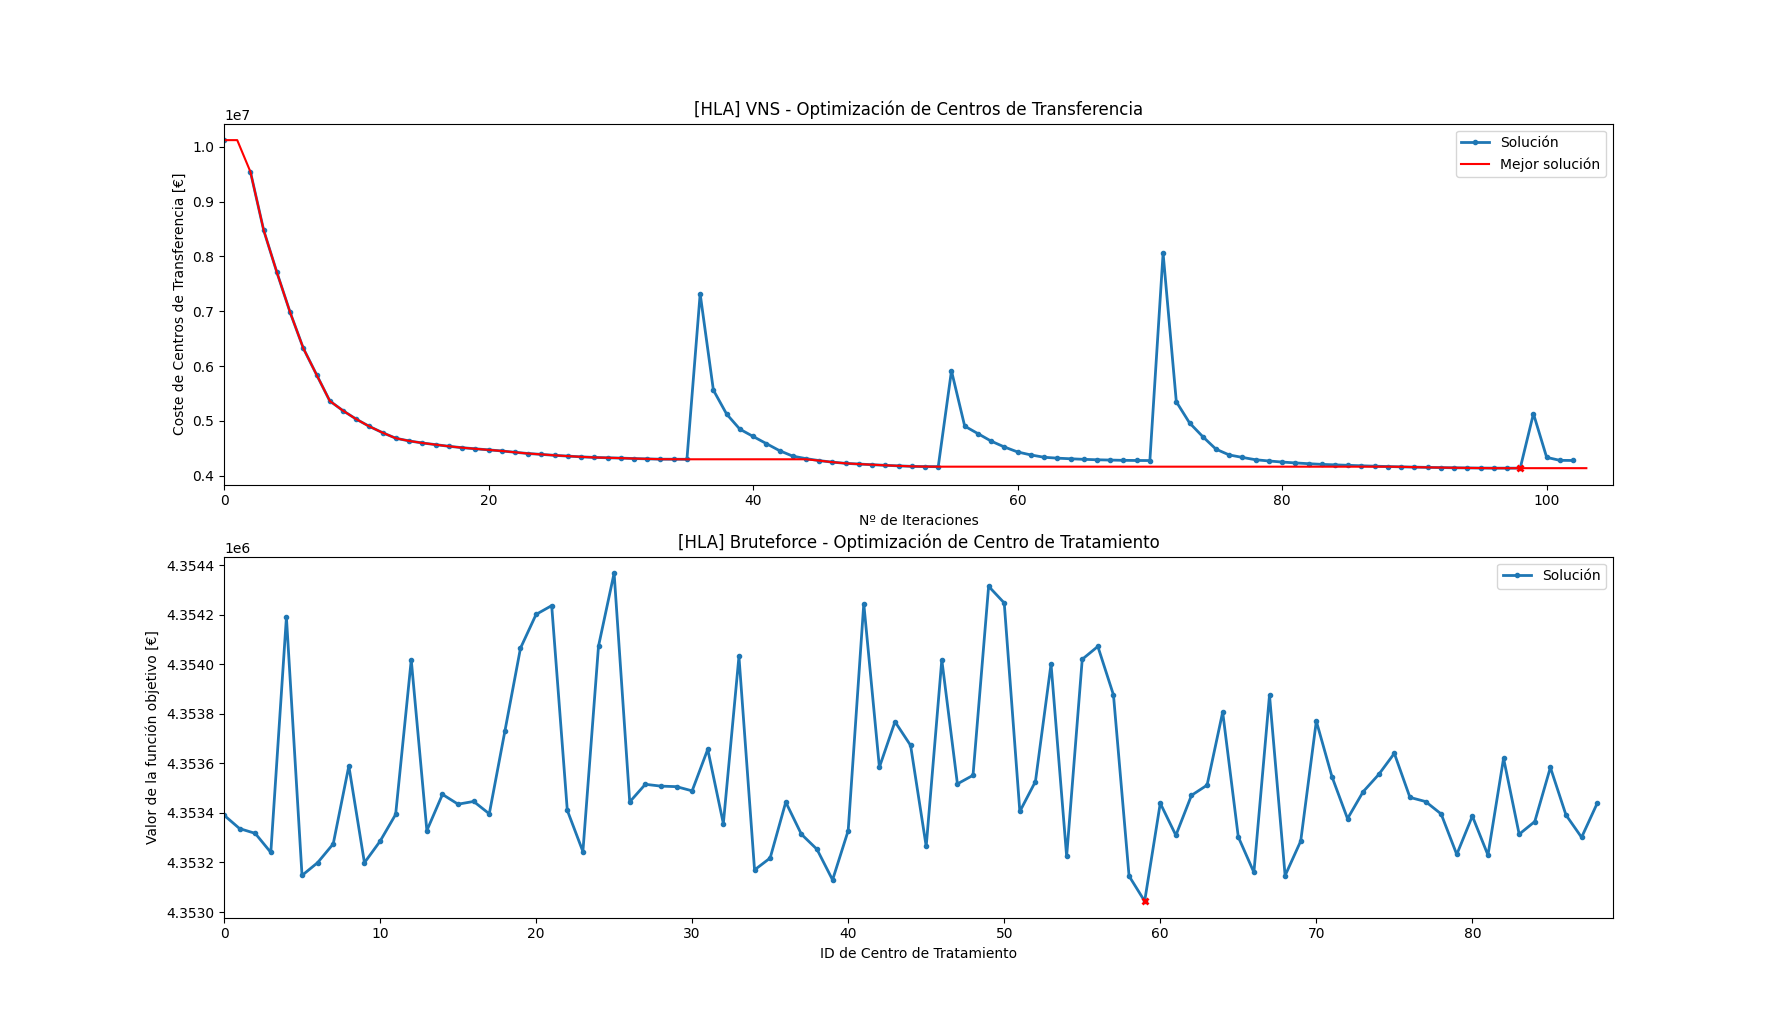 [HLA] VNS - Optimización de Centros de Transferencia
1e7
1.0
0.9
0.8
0.7
0.6
0.5
0.4
Coste de Centros de Transferencia [€]
Solución
Mejor solución
0 20 40 60 80 100
Nº de Iteraciones
[HLA] Bruteforce - Optimización de Centro de Tratamiento
1e6
4.3544
4.3542
4.3540
4.3538
4.3536
4.3534
4.3532
4.3530
Valor de la función objetivo [€]
Solución
0 10 20 30 40 50 60 70 80
ID de Centro de Tratamiento